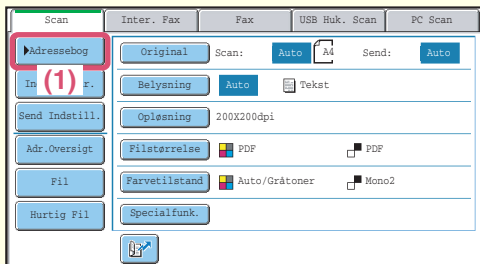 Scan Inter. Fax Fax USB Huk. Scan PC Scan
Adressebog Original Scan: Auto A4 Send: Auto
(1) Belysning Auto Tekst
Send Indstill. Opløsning 200X200dpi
Adr.Oversigt Filstørrelse PDF PDF
Fil Farvetilstand Auto/Gråtoner Mono2
Hurtig Fil Specialfunk.